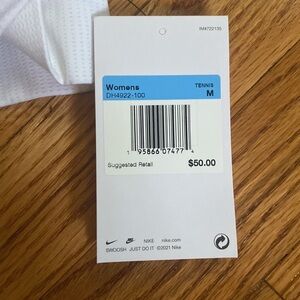 IM4722135
Womens TENNIS
DH4922-100 M
1 95866 07477 4
Suggested Retail $50.00
NIKE Nike.com
SWOOSH JUST DO IT ©2021 Nike